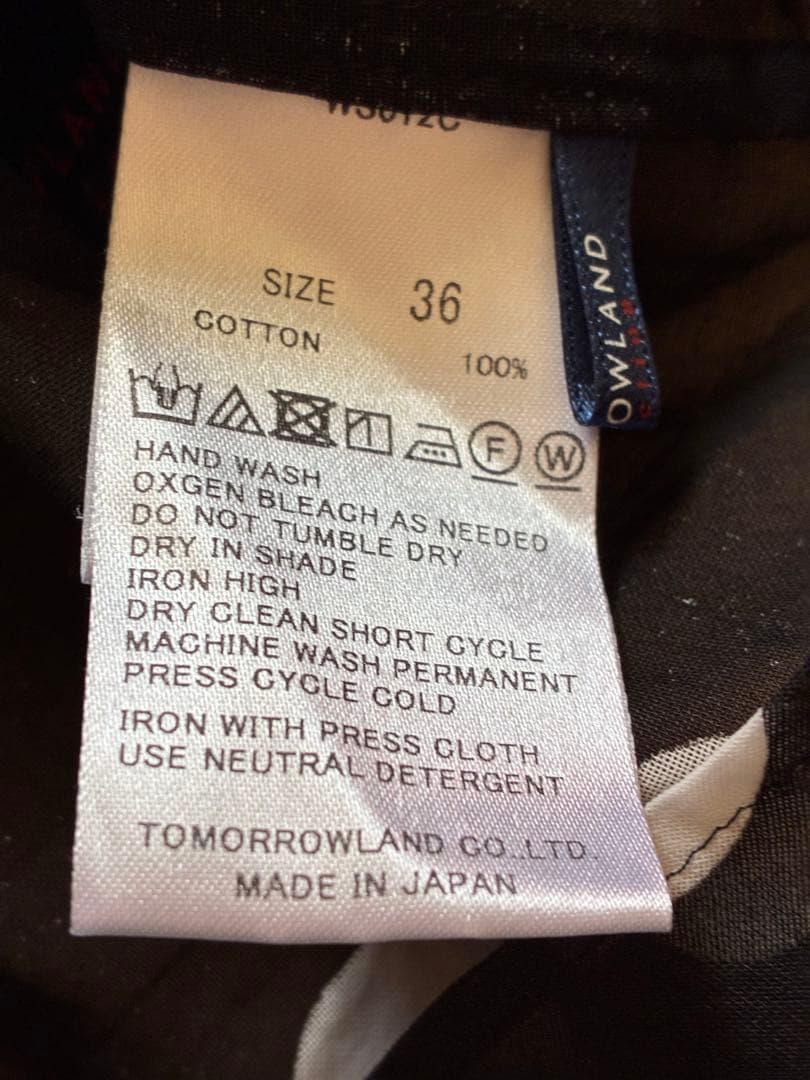 SIZE 36
COTTON 100%
F W
HAND WASH
OXGEN BLEACH AS NEEDED
DO NOT TUMBLE DRY
DRY IN SHADE
IRON HIGH
DRY CLEAN SHORT CYCLE
MACHINE WASH PERMANENT
PRESS CYCLE COLD
IRON WITH PRESS CLOTH
USE NEUTRAL DETERGENT
TOMORROWLAND CO.,LTD.
MADE IN JAPAN
OWLAND